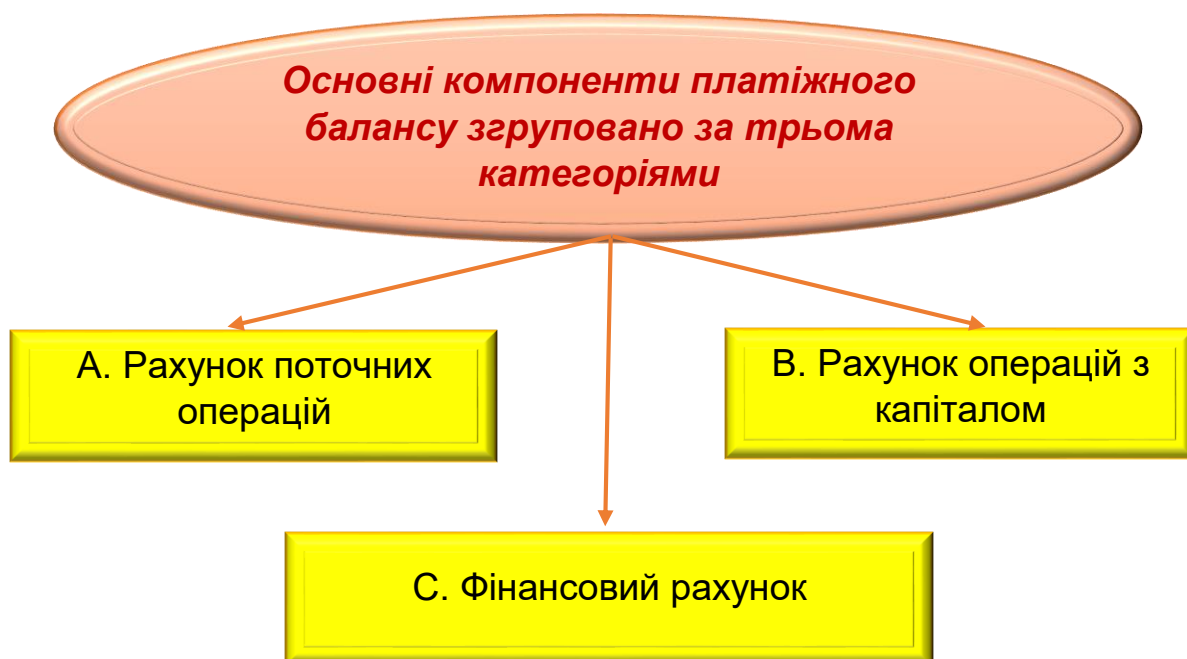 Основні компоненти платіжного
балансу згруповано за трьома
категоріями
А. Рахунок поточних
операцій
В. Рахунок операцій з
капіталом
С. Фінансовий рахунок